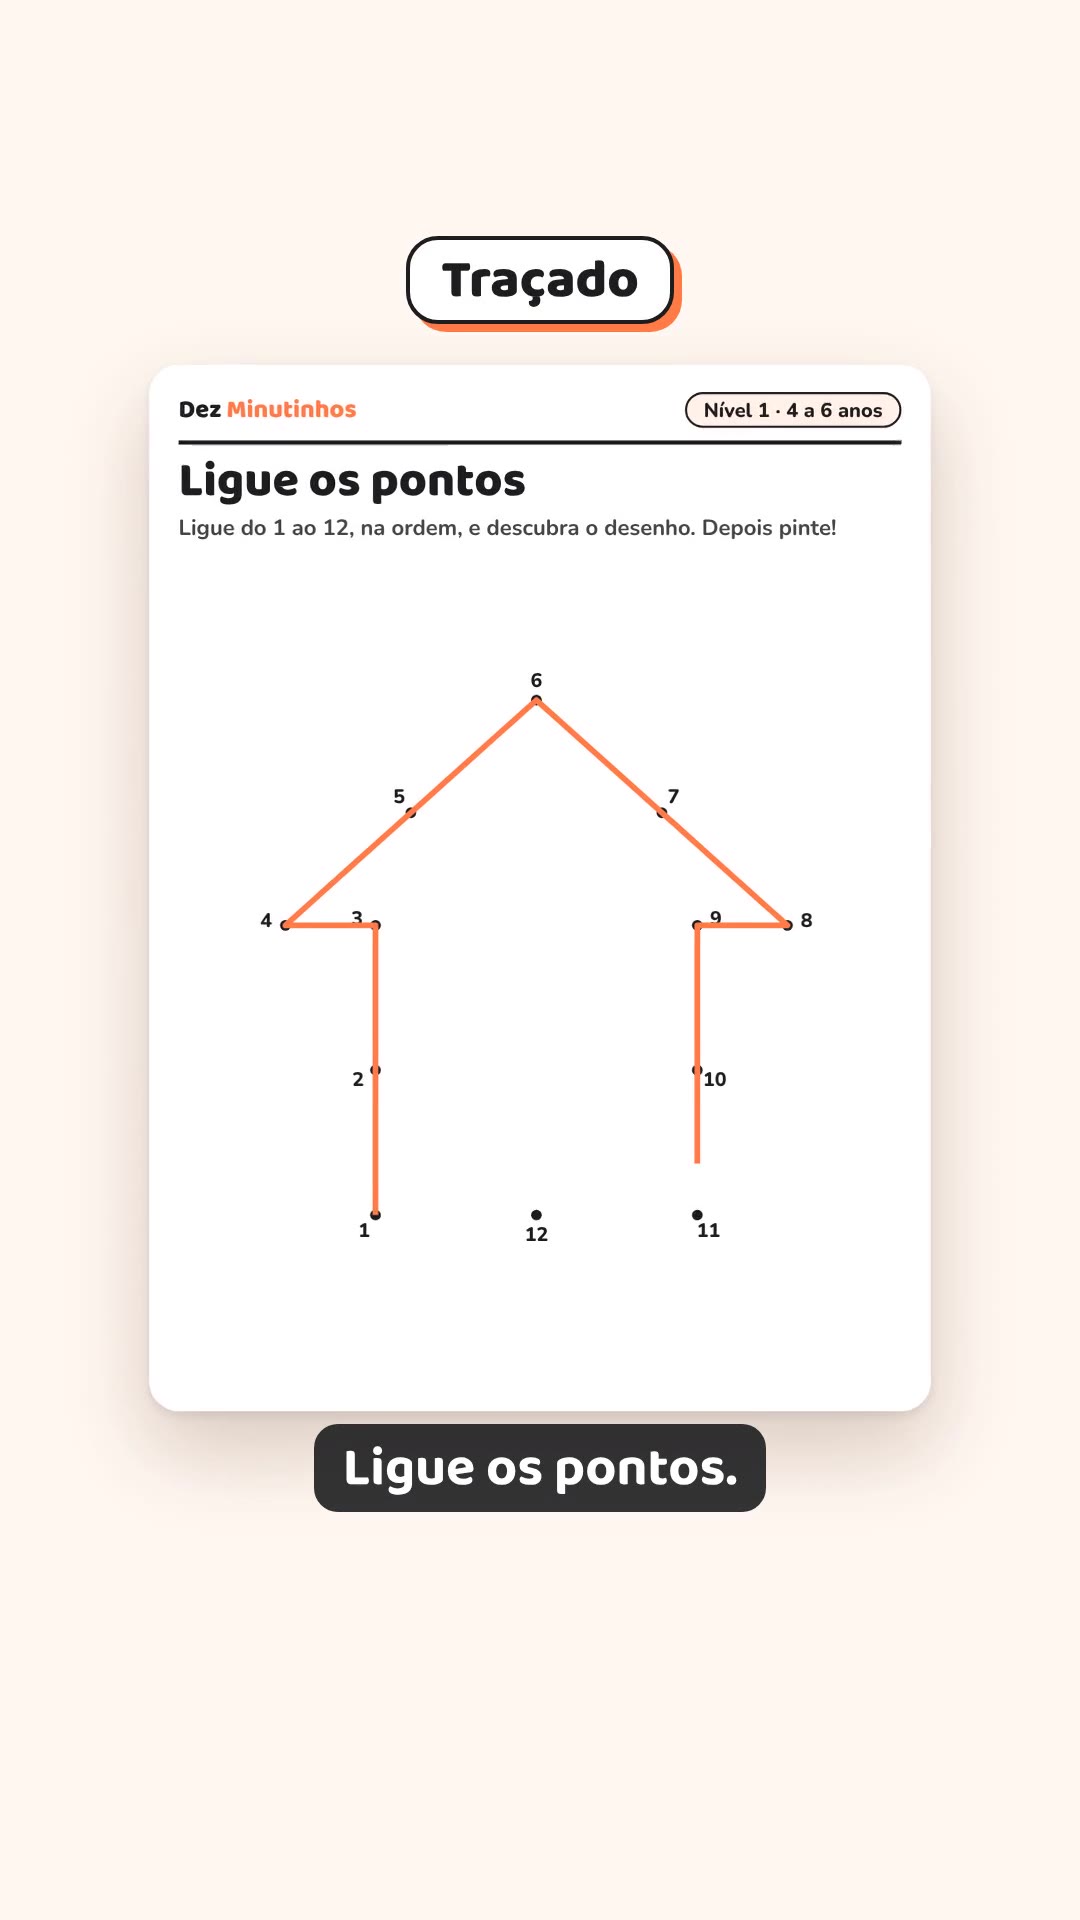 Traçado
Dez Minutinhos
Nível 1 · 4 a 6 anos
Ligue os pontos
Ligue do 1 ao 12, na ordem, e descubra o desenho. Depois pinte!
6
5
7
4
3
9
8
2
10
1
12
11
Ligue os pontos.